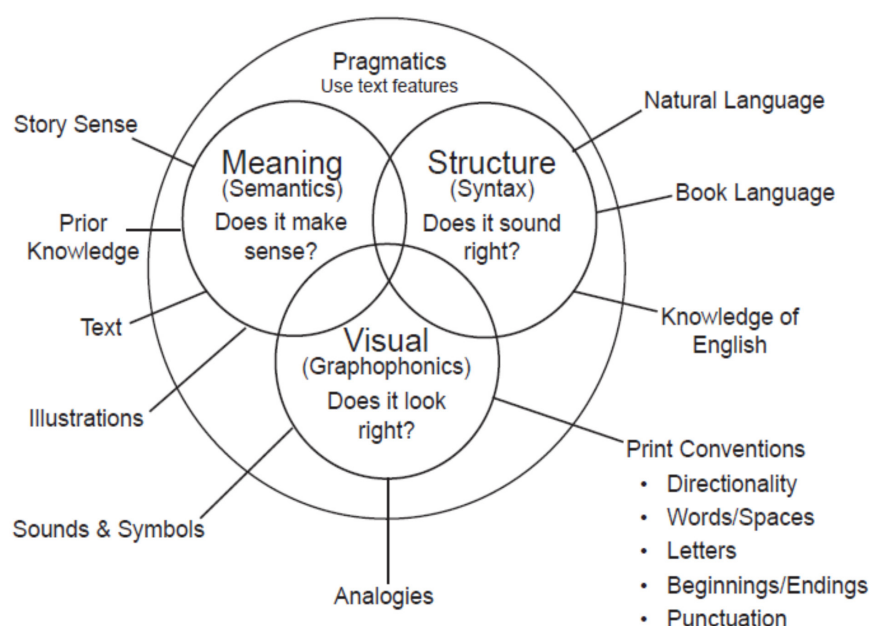 Pragmatics
Use text features
Story Sense
Prior
Knowledge
Text
Illustrations
Sounds & Symbols
Meaning
(Semantics)
Does it make
sense?
Structure
(Syntax)
Does it sound
right?
Visual
(Graphophonics)
Does it look
right?
Natural Language
Book Language
Knowledge of
English
Print Conventions
• Directionality
• Words/Spaces
• Letters
• Beginnings/Endings
• Punctuation
Analogies